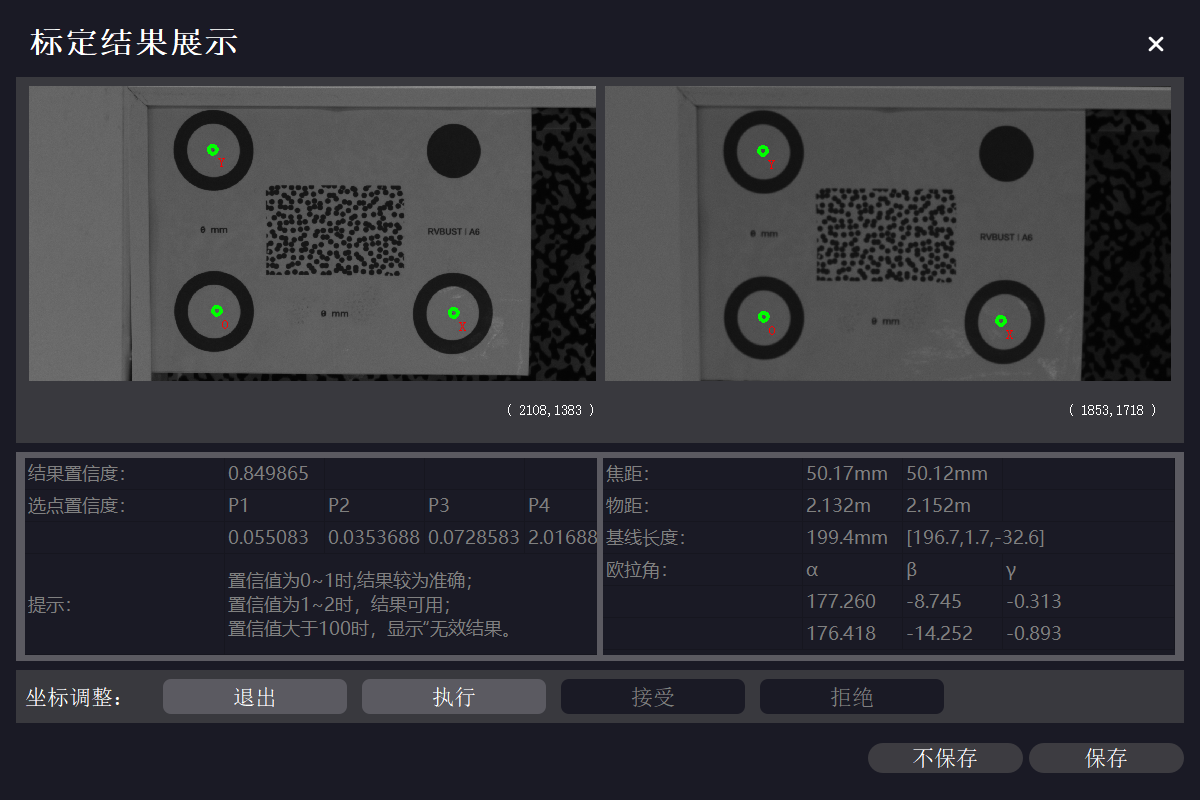 标定结果展示
θ mm
RVBUST | A6
θ mm
θ mm
RVBUST | A6
θ mm
( 2108,1383 )
( 1853,1718 )
结果置信度: 0.849865
选点置信度: P1 P2 P3 P4
0.055083 0.0353688 0.0728583 2.01688
提示:
置信值为0~1时,结果较为准确;
置信值为1~2时，结果可用;
置信值大于100时，显示“无效结果。
焦距: 50.17mm 50.12mm
物距: 2.132m 2.152m
基线长度: 199.4mm [196.7,1.7,-32.6]
欧拉角: α β γ
177.260 -8.745 -0.313
176.418 -14.252 -0.893
坐标调整: 退出 执行 接受 拒绝
不保存 保存